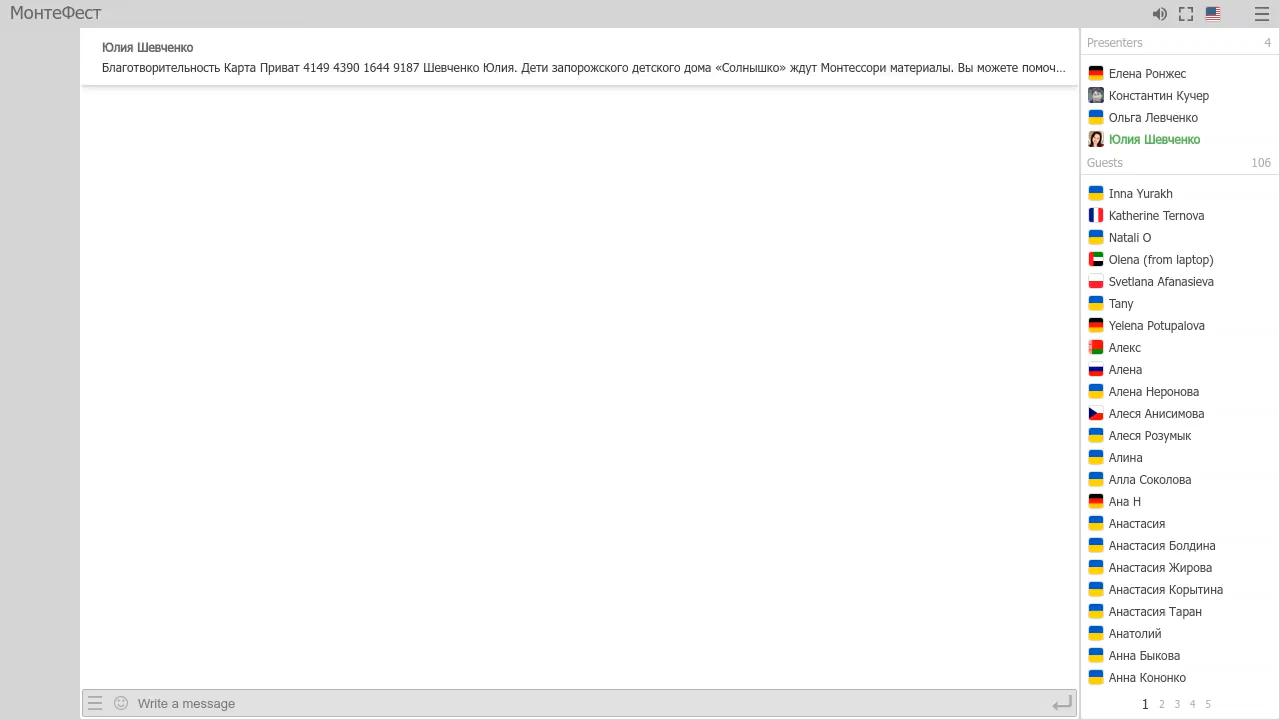 МонтеФест
Юлия Шевченко
Благотворительность Карта Приват 4149 4390 1644 9187 Шевченко Юлия. Дети запорожского детского дома «Солнышко» ждут Монтессори материалы. Вы можете помоч...
Write a message
Presenters 4
Елена Ронжес
Константин Кучер
Ольга Левченко
Юлия Шевченко
Guests 106
Inna Yurakh
Katherine Ternova
Natali O
Olena (from laptop)
Svetlana Afanasieva
Tany
Yelena Potupalova
Алекс
Алена
Алена Неронова
Алеся Анисимова
Алеся Розумык
Алина
Алла Соколова
Ана Н
Анастасия
Анастасия Болдина
Анастасия Жирова
Анастасия Корытина
Анастасия Таран
Анатолий
Анна Быкова
Анна Кононко
1 2 3 4 5